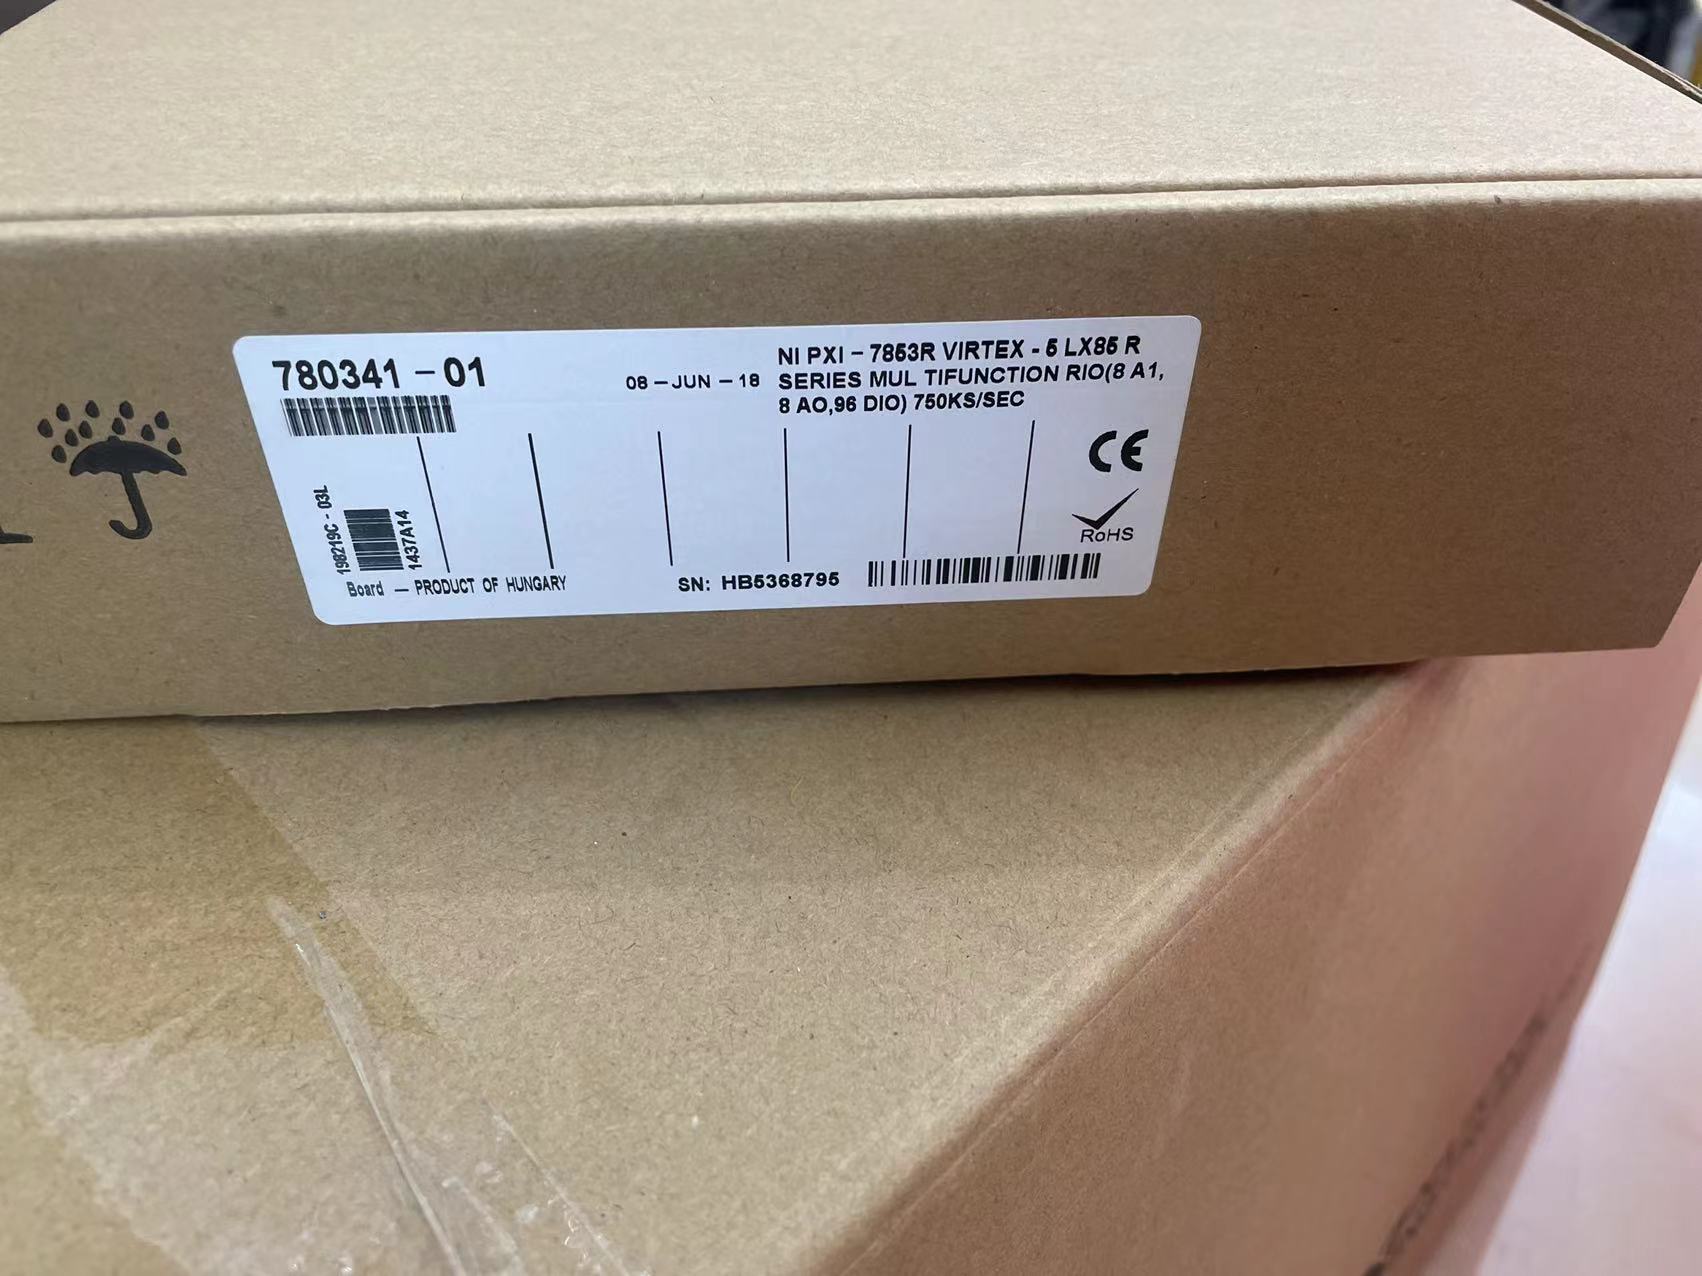 780341 - 01
08 - JUN - 18
NI PXI - 7853R VIRTEX - 5 LX85 R
SERIES MUL TIFUNCTION RIO(8 A1,
8 AO,96 DIO) 750KS/SEC
CE
RoHS
198219C - 03L
1437A14
Board - PRODUCT OF HUNGARY
SN: HB5368795